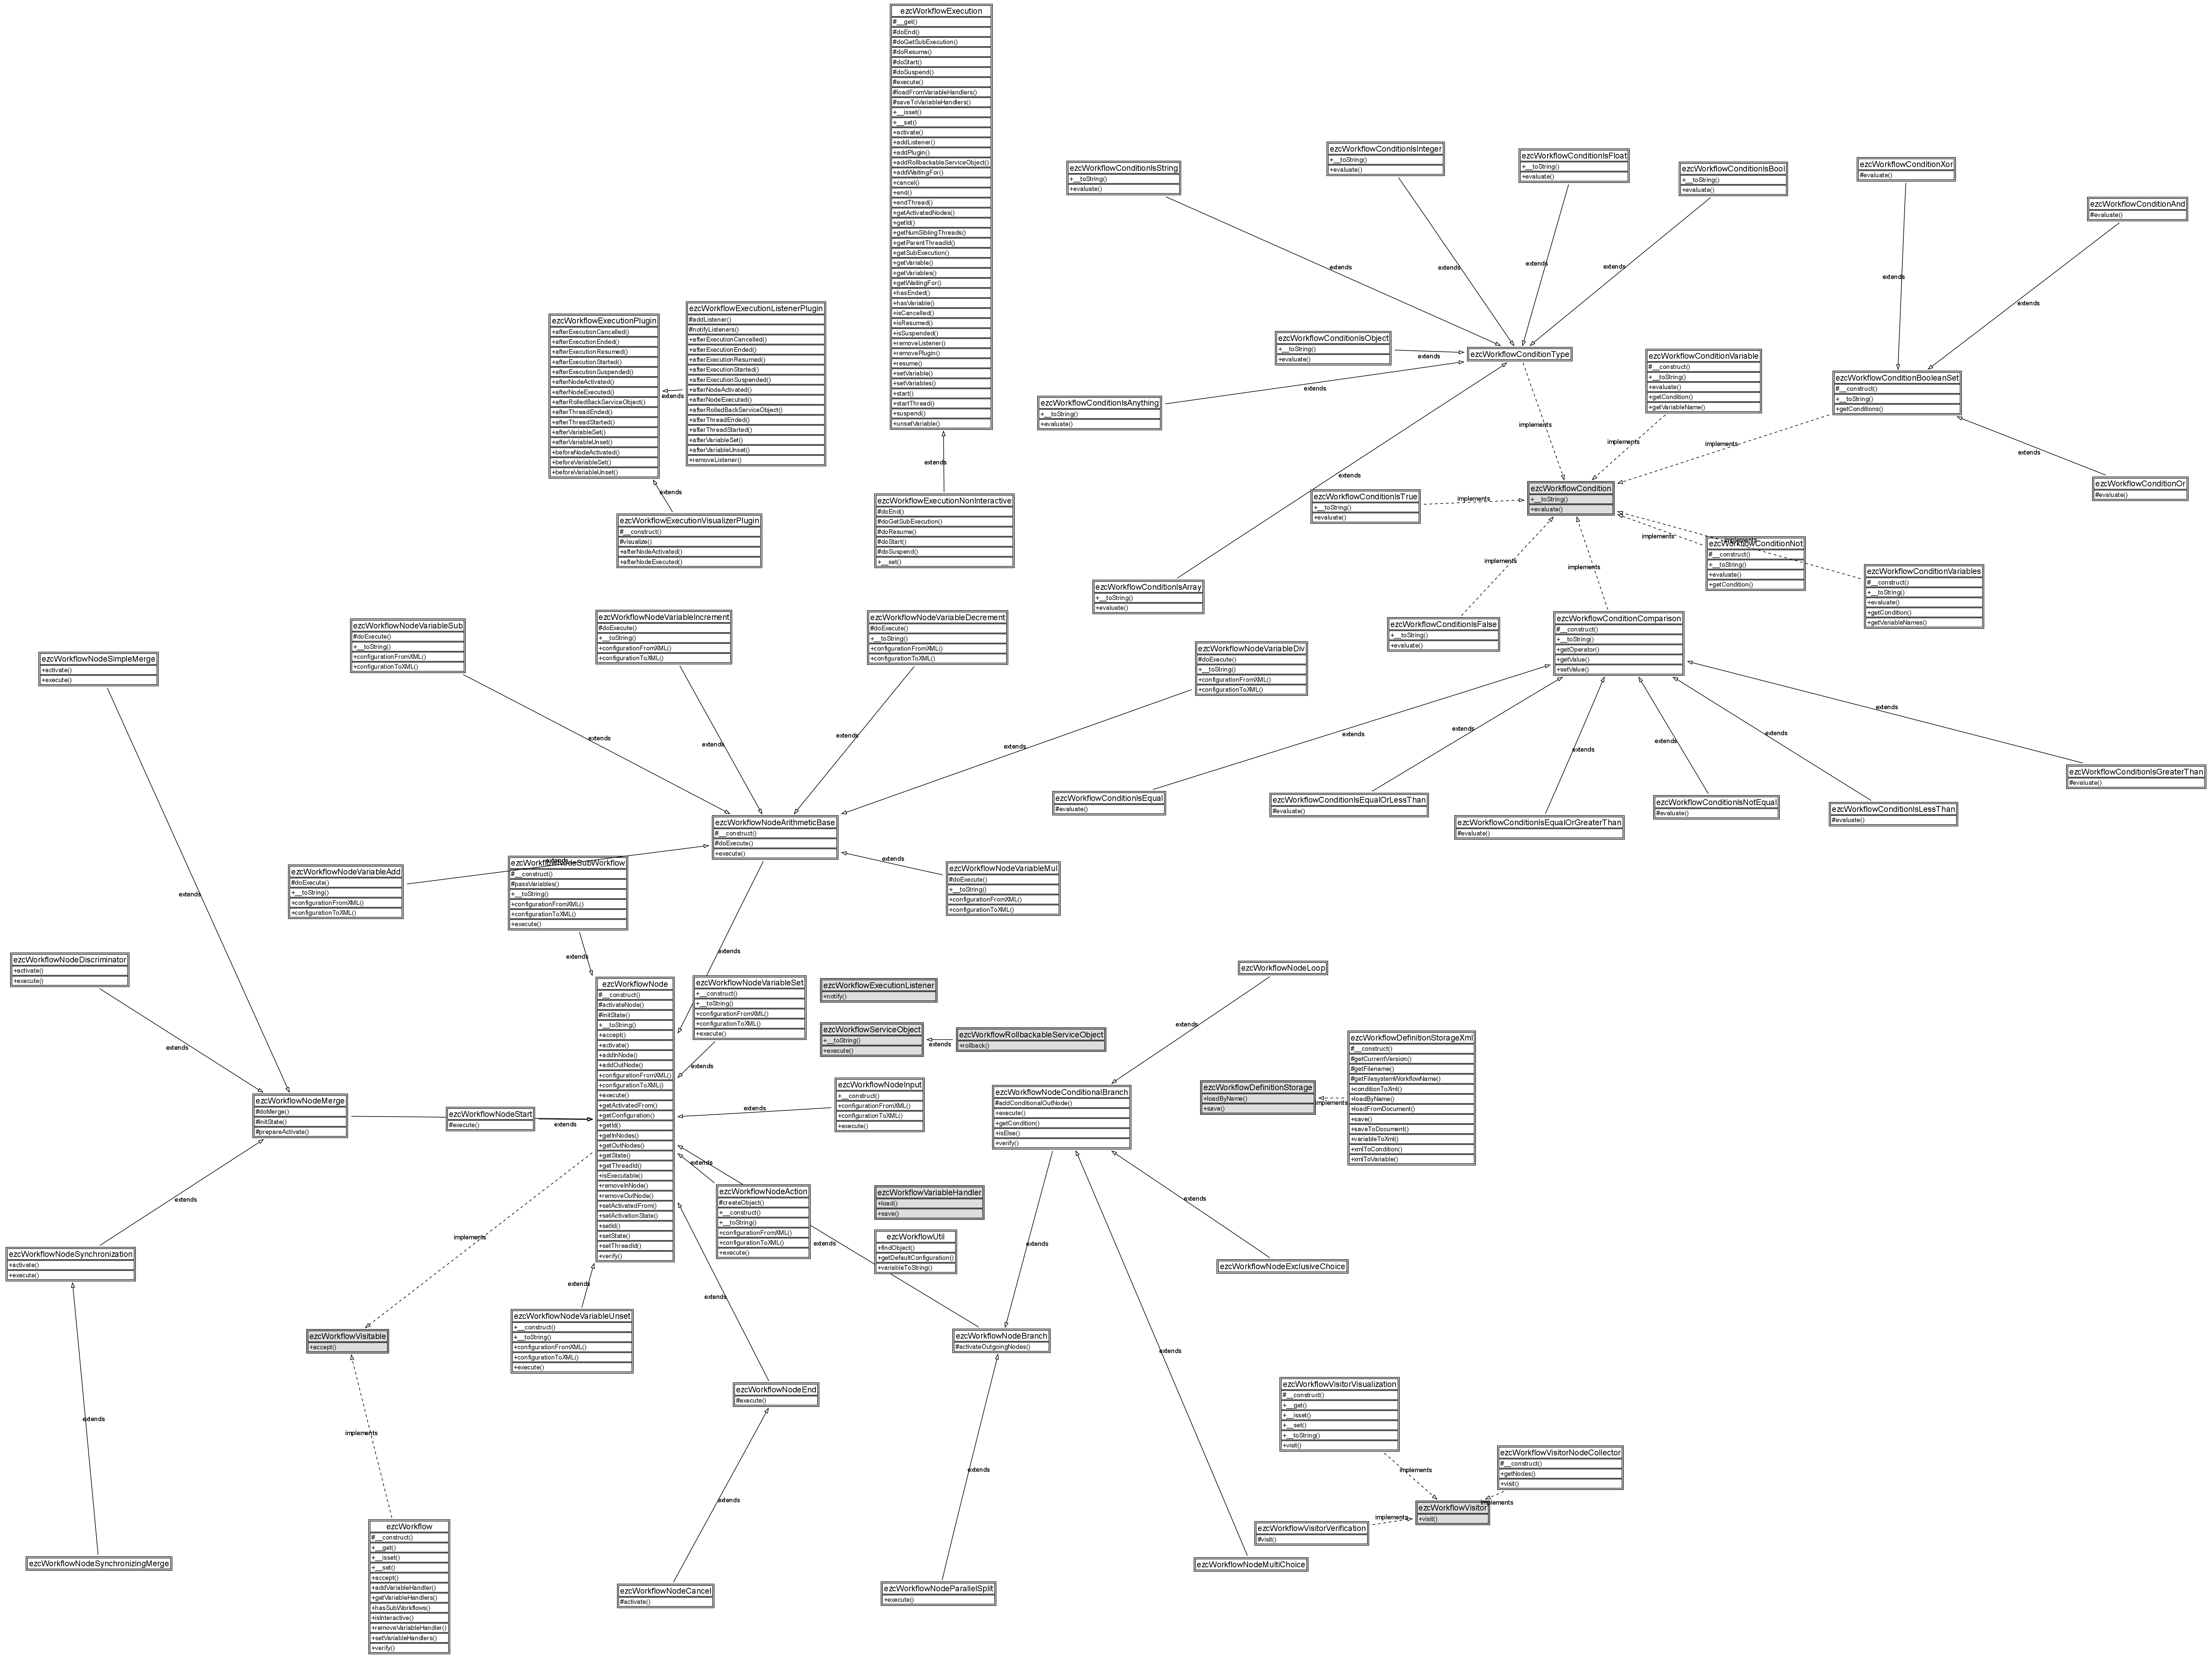 ezcWorkflowExecution
#__get()
#doEnd()
#doGetSubExecution()
#doResume()
#doStart()
#doSuspend()
#execute()
#loadFromVariableHandlers()
#saveToVariableHandlers()
+__isset()
+__set()
+activate()
+addListener()
+addPlugin()
+addRollbackableServiceObject()
+addWaitingFor()
+cancel()
+end()
+endThread()
+getActivatedNodes()
+getId()
+getNumSiblingThreads()
+getParentThreadId()
+getSubExecution()
+getVariable()
+getVariables()
+getWaitingFor()
+hasEnded()
+hasVariable()
+isCancelled()
+isResumed()
+isSuspended()
+removeListener()
+removePlugin()
+resume()
+setVariable()
+setVariables()
+start()
+startThread()
+suspend()
+unsetVariable()
extends
ezcWorkflowExecutionNonInteractive
#doEnd()
#doGetSubExecution()
#doResume()
#doStart()
#doSuspend()
+__set()
ezcWorkflowExecutionPlugin
+afterExecutionCancelled()
+afterExecutionEnded()
+afterExecutionResumed()
+afterExecutionStarted()
+afterExecutionSuspended()
+afterNodeActivated()
+afterNodeExecuted()
+afterRolledBackServiceObject()
+afterThreadEnded()
+afterThreadStarted()
+afterVariableSet()
+afterVariableUnset()
+beforeNodeActivated()
+beforeVariableSet()
+beforeVariableUnset()
extends
ezcWorkflowExecutionListenerPlugin
#addListener()
#notifyListeners()
+afterExecutionCancelled()
+afterExecutionEnded()
+afterExecutionResumed()
+afterExecutionStarted()
+afterExecutionSuspended()
+afterNodeActivated()
+afterNodeExecuted()
+afterRolledBackServiceObject()
+afterThreadEnded()
+afterThreadStarted()
+afterVariableSet()
+afterVariableUnset()
+removeListener()
extends
ezcWorkflowExecutionVisualizerPlugin
#__construct()
#visualize()
+afterNodeActivated()
+afterNodeExecuted()
ezcWorkflowConditionIsString
+__toString()
+evaluate()
ezcWorkflowConditionIsInteger
+__toString()
+evaluate()
ezcWorkflowConditionIsFloat
+__toString()
+evaluate()
ezcWorkflowConditionIsBool
+__toString()
+evaluate()
ezcWorkflowConditionXor
#evaluate()
ezcWorkflowConditionAnd
#evaluate()
extends
extends
extends
extends
extends
extends
ezcWorkflowConditionIsObject
+__toString()
+evaluate()
extends
ezcWorkflowConditionType
ezcWorkflowConditionVariable
#__construct()
+__toString()
+evaluate()
+getCondition()
+getVariableName()
ezcWorkflowConditionBooleanSet
#__construct()
+__toString()
+getConditions()
extends
ezcWorkflowConditionIsAnything
+__toString()
+evaluate()
implements
implements
implements
extends
extends
ezcWorkflowConditionOr
#evaluate()
ezcWorkflowConditionIsTrue
+__toString()
+evaluate()
implements
ezcWorkflowCondition
+__toString()
+evaluate()
implements
implements
ezcWorkflowConditionNot
#__construct()
+__toString()
+evaluate()
+getCondition()
implements
implements
ezcWorkflowConditionVariables
#__construct()
+__toString()
+evaluate()
+getCondition()
+getVariableNames()
ezcWorkflowConditionIsArray
+__toString()
+evaluate()
ezcWorkflowConditionIsFalse
+__toString()
+evaluate()
ezcWorkflowConditionComparison
#__construct()
+__toString()
+getOperator()
+getValue()
+setValue()
extends
extends
extends
extends
extends
extends
ezcWorkflowConditionIsEqual
#evaluate()
ezcWorkflowConditionIsEqualOrLessThan
#evaluate()
ezcWorkflowConditionIsEqualOrGreaterThan
#evaluate()
ezcWorkflowConditionIsNotEqual
#evaluate()
ezcWorkflowConditionIsLessThan
#evaluate()
ezcWorkflowConditionIsGreaterThan
#evaluate()
ezcWorkflowNodeSimpleMerge
+activate()
+execute()
ezcWorkflowNodeVariableSub
#doExecute()
+__toString()
+configurationFromXML()
+configurationToXML()
ezcWorkflowNodeVariableIncrement
#doExecute()
+__toString()
+configurationFromXML()
+configurationToXML()
ezcWorkflowNodeVariableDecrement
#doExecute()
+__toString()
+configurationFromXML()
+configurationToXML()
ezcWorkflowNodeVariableDiv
#doExecute()
+__toString()
+configurationFromXML()
+configurationToXML()
extends
extends
extends
extends
ezcWorkflowNodeArithmeticBase
#__construct()
#doExecute()
+execute()
ezcWorkflowNodeVariableAdd
#doExecute()
+__toString()
+configurationFromXML()
+configurationToXML()
extends
ezcWorkflowNodeSubWorkflow
#__construct()
#passVariables()
+__toString()
+configurationFromXML()
+configurationToXML()
+execute()
extends
ezcWorkflowNodeVariableMul
#doExecute()
+__toString()
+configurationFromXML()
+configurationToXML()
extends
extends
extends
ezcWorkflowNodeDiscriminator
+activate()
+execute()
extends
ezcWorkflowNodeMerge
#doMerge()
#initState()
#prepareActivate()
ezcWorkflowNodeStart
#execute()
extends
ezcWorkflowNode
#__construct()
#activateNode()
#initState()
+__toString()
+accept()
+activate()
+addInNode()
+addOutNode()
+configurationFromXML()
+configurationToXML()
+execute()
+getActivatedFrom()
+getConfiguration()
+getId()
+getInNodes()
+getOutNodes()
+getState()
+getThreadId()
+isExecutable()
+removeInNode()
+removeOutNode()
+setActivatedFrom()
+setActivationState()
+setId()
+setState()
+setThreadId()
+verify()
ezcWorkflowNodeVariableSet
+__construct()
+__toString()
+configurationFromXML()
+configurationToXML()
+execute()
extends
ezcWorkflowExecutionListener
+notify()
ezcWorkflowServiceObject
+__toString()
+execute()
extends
ezcWorkflowRollbackableServiceObject
+rollback()
extends
ezcWorkflowNodeInput
+__construct()
+configurationFromXML()
+configurationToXML()
+execute()
ezcWorkflowNodeLoop
extends
ezcWorkflowNodeConditionalBranch
#addConditionalOutNode()
+execute()
+getCondition()
+isElse()
+verify()
ezcWorkflowDefinitionStorage
+loadByName()
+save()
implements
ezcWorkflowDefinitionStorageXml
#__construct()
#getCurrentVersion()
#getFilename()
#getFilesystemWorkflowName()
+conditionToXml()
+loadByName()
+loadFromDocument()
+save()
+saveToDocument()
+variableToXml()
+xmlToCondition()
+xmlToVariable()
extends
ezcWorkflowNodeAction
#createObject()
+__construct()
+__toString()
+configurationFromXML()
+configurationToXML()
+execute()
extends
ezcWorkflowVariableHandler
+load()
+save()
ezcWorkflowUtil
+findObject()
+getDefaultConfiguration()
+variableToString()
extends
extends
ezcWorkflowNodeExclusiveChoice
extends
ezcWorkflowNodeSynchronization
+activate()
+execute()
implements
extends
extends
ezcWorkflowNodeVariableUnset
+__construct()
+__toString()
+configurationFromXML()
+configurationToXML()
+execute()
ezcWorkflowVisitable
+accept()
ezcWorkflowNodeBranch
#activateOutgoingNodes()
extends
ezcWorkflowNodeEnd
#execute()
extends
implements
extends
extends
ezcWorkflowVisitorVisualization
#__construct()
+__get()
+__isset()
+__set()
+__toString()
+visit()
implements
ezcWorkflowVisitorNodeCollector
#__construct()
+getNodes()
+visit()
implements
ezcWorkflowVisitor
+visit()
implements
ezcWorkflowVisitorVerification
#visit()
ezcWorkflowNodeSynchronizingMerge
ezcWorkflow
#__construct()
+__get()
+__isset()
+__set()
+accept()
+addVariableHandler()
+getVariableHandlers()
+hasSubWorkflows()
+isInteractive()
+removeVariableHandler()
+setVariableHandlers()
+verify()
ezcWorkflowNodeCancel
#activate()
ezcWorkflowNodeParallelSplit
+execute()
ezcWorkflowNodeMultiChoice